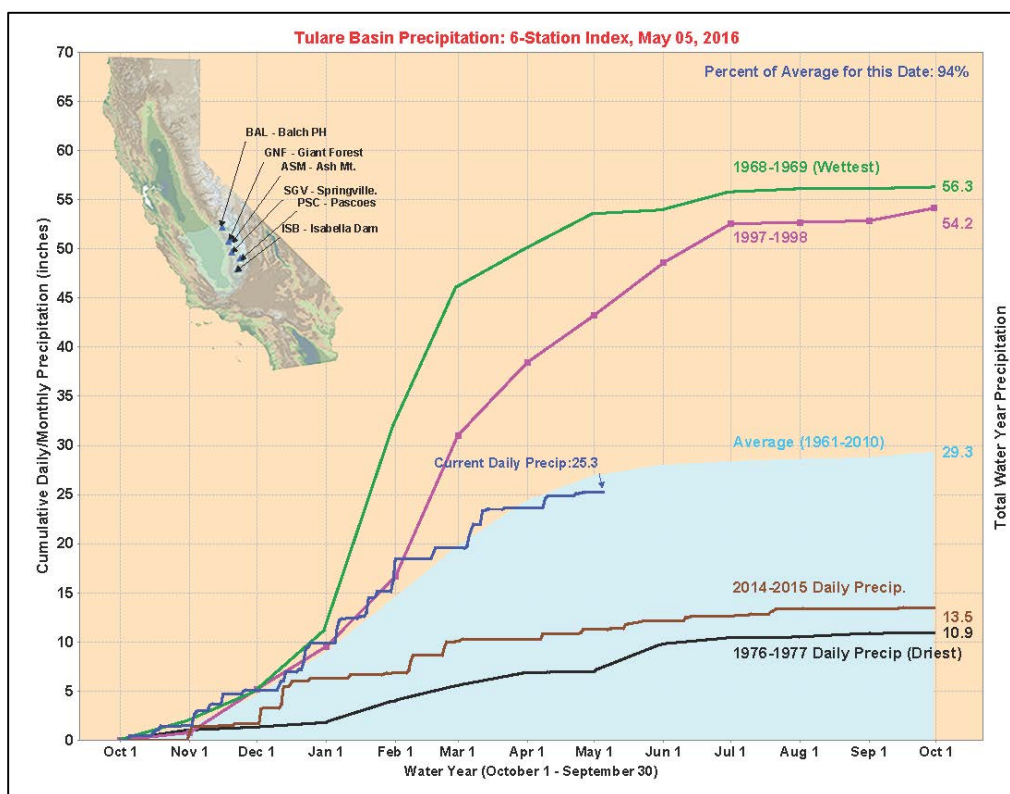 Tulare Basin Precipitation: 6-Station Index, May 05, 2016
Percent of Average for this Date: 94%
Cumulative Daily/Monthly Precipitation (inches)
70
65
60
55
50
45
40
35
30
25
20
15
10
5
0
BAL - Balch PH
GNF - Giant Forest
ASM - Ash Mt.
SGV - Springville.
PSC - Pascoes
ISB - Isabella Dam
1968-1969 (Wettest)
56.3
54.2
1997-1998
Average (1961-2010)
29.3
Current Daily Precip:25.3
2014-2015 Daily Precip.
13.5
10.9
1976-1977 Daily Precip (Driest)
Total Water Year Precipitation
Oct 1 Nov 1 Dec 1 Jan 1 Feb 1 Mar 1 Apr 1 May 1 Jun 1 Jul 1 Aug 1 Sep 1 Oct 1
Water Year (October 1 - September 30)